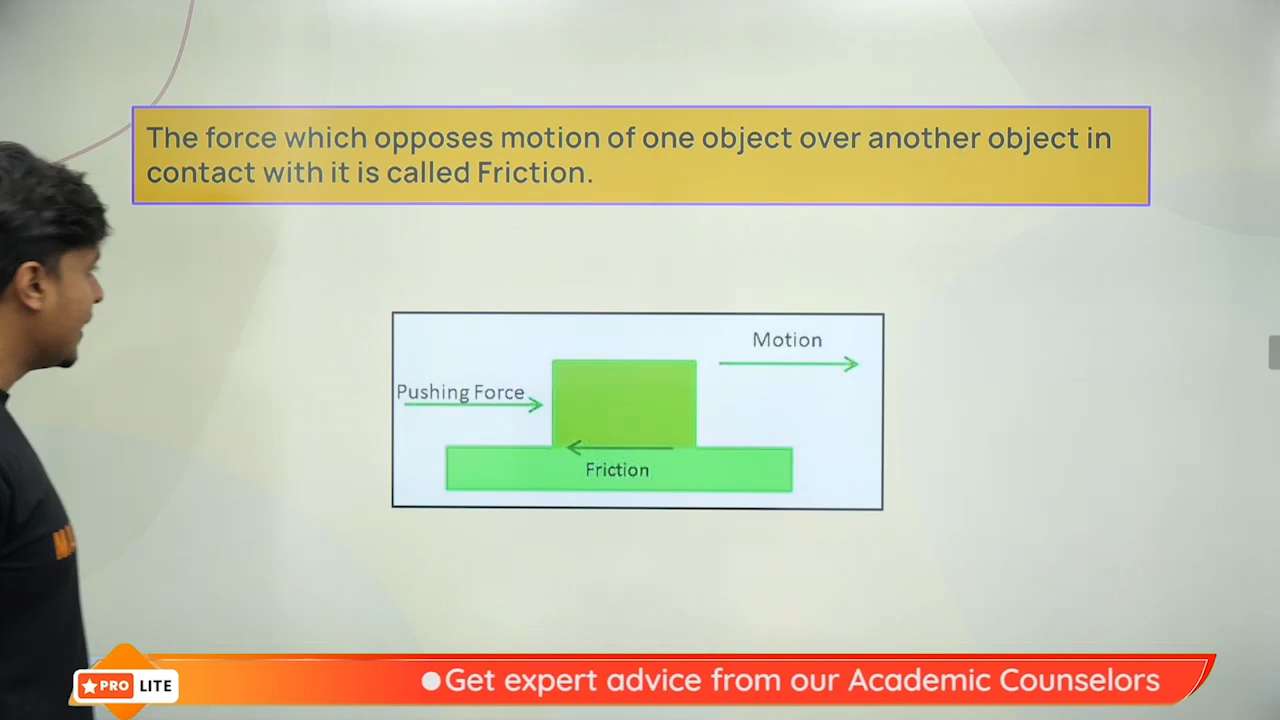 The force which opposes motion of one object over another object in
contact with it is called Friction.
Motion
Pushing Force
Friction
PRO LITE
Get expert advice from our Academic Counselors